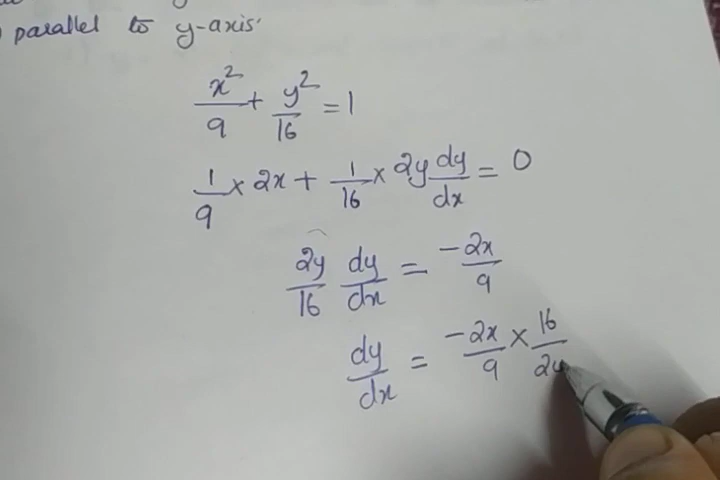 parallel to y-axis.
x²/9 + y²/16 = 1
1/9 × 2x + 1/16 × 2y dy/dx = 0
2y/16 dy/dx = -2x/9
dy/dx = -2x/9 × 16/2y